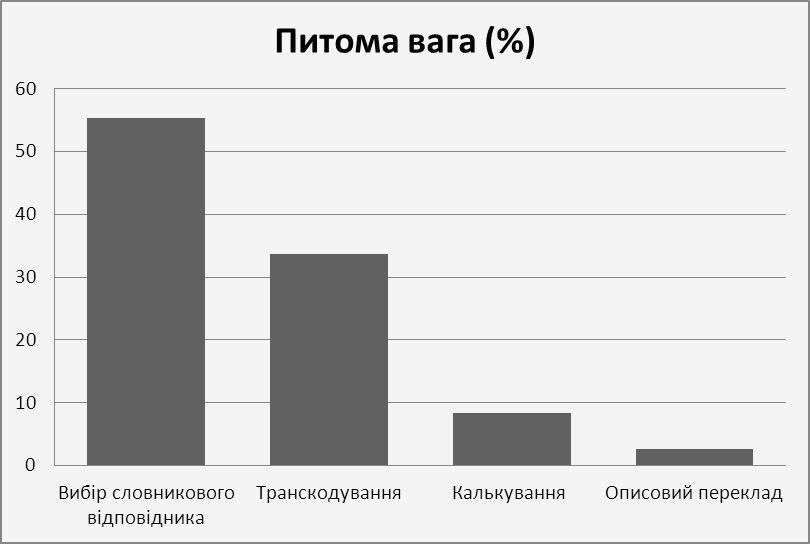 Питома вага (%)
60
50
40
30
20
10
0
Вибір словникового
відповідника
Транскодування
Калькування
Описовий переклад